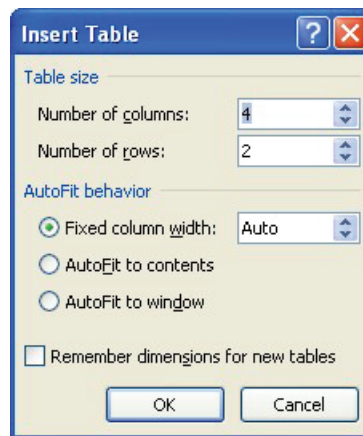 Insert Table
Table size
Number of columns: 4
Number of rows: 2
AutoFit behavior
Fixed column width: Auto
AutoFit to contents
AutoFit to window
Remember dimensions for new tables
OK Cancel